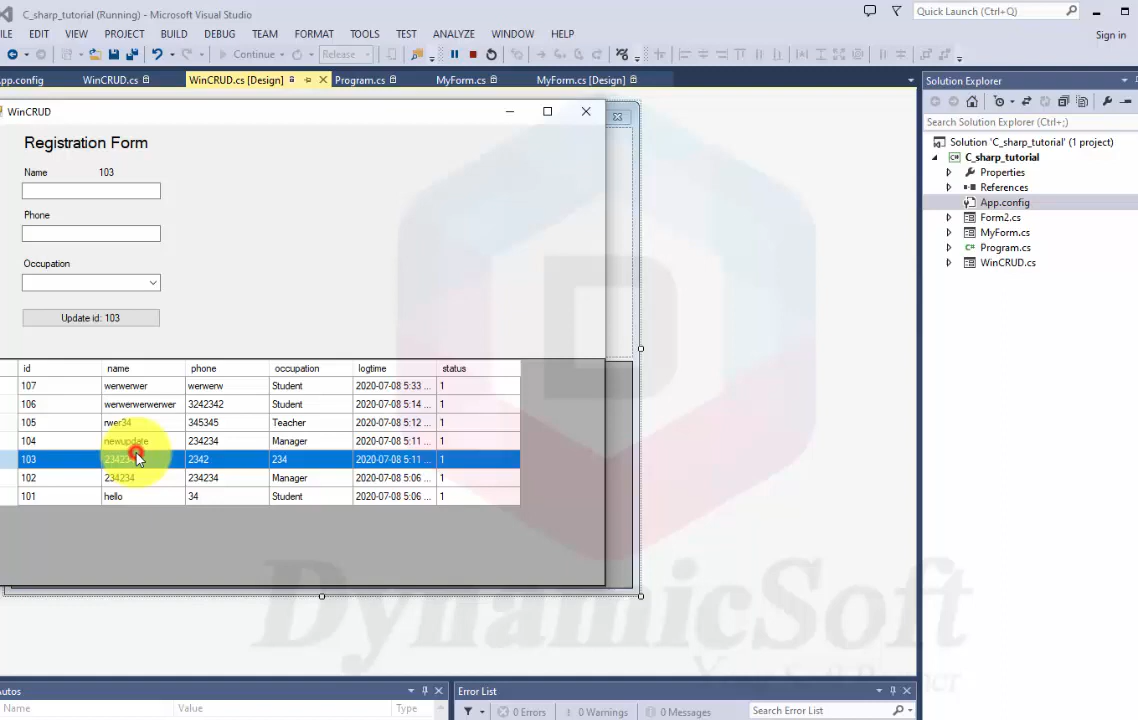 C_sharp_tutorial (Running) - Microsoft Visual Studio
Quick Launch (Ctrl+Q)
ILE EDIT VIEW PROJECT BUILD DEBUG TEAM FORMAT TOOLS TEST ANALYZE WINDOW HELP
Sign in
Continue Release
App.config WinCRUD.cs WinCRUD.cs [Design] Program.cs MyForm.cs MyForm.cs [Design]
Solution Explorer
WinCRUD
Search Solution Explorer (Ctrl+;)
Registration Form
Solution 'C_sharp_tutorial' (1 project)
C_sharp_tutorial
Name 103
Properties
References
App.config
Phone
Form2.cs
MyForm.cs
Program.cs
Occupation
WinCRUD.cs
Update id: 103
id name phone occupation logtime status
107 werwerwer werwerw Student 2020-07-08 5:33 ... 1
106 werwerwerwerwer 3242342 Student 2020-07-08 5:14 ... 1
105 rwer34 345345 Teacher 2020-07-08 5:12 ... 1
104 newupdate 234234 Manager 2020-07-08 5:11 ... 1
103 2342 234 2020-07-08 5:11 ... 1
102 234234 234234 Manager 2020-07-08 5:06 ... 1
101 hello 34 Student 2020-07-08 5:06 ... 1
D
DynamicSoft
Autos Error List
Name Value Type 0 Errors 0 Warnings 0 Messages Search Error List